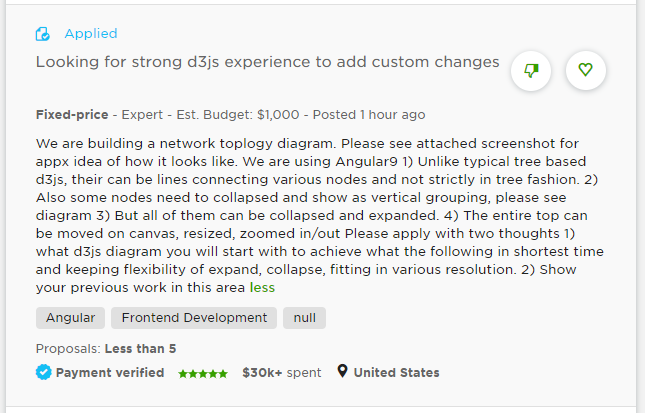 Applied
Looking for strong d3js experience to add custom changes
Fixed-price - Expert - Est. Budget: $1,000 - Posted 1 hour ago
We are building a network toplogy diagram. Please see attached screenshot for
appx idea of how it looks like. We are using Angular9 1) Unlike typical tree based
d3js, their can be lines connecting various nodes and not strictly in tree fashion. 2)
Also some nodes need to collapsed and show as vertical grouping, please see
diagram 3) But all of them can be collapsed and expanded. 4) The entire top can
be moved on canvas, resized, zoomed in/out Please apply with two thoughts 1)
what d3js diagram you will start with to achieve what the following in shortest time
and keeping flexibility of expand, collapse, fitting in various resolution. 2) Show
your previous work in this area less
Angular Frontend Development null
Proposals: Less than 5
Payment verified $30k+ spent United States